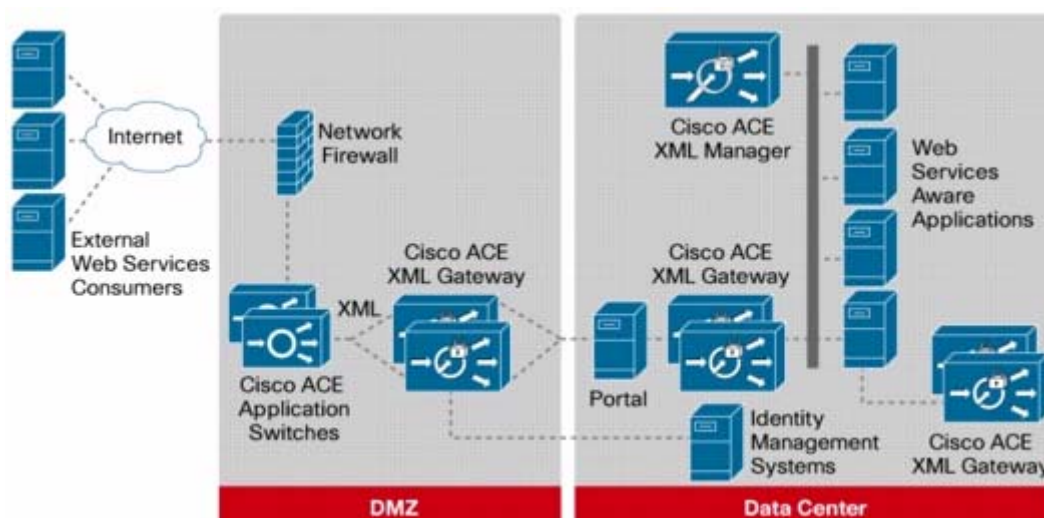 Internet
External
Web Services
Consumers
Network
Firewall
XML
Cisco ACE
XML Gateway
Cisco ACE
Application
Switches
DMZ
Cisco ACE
XML Manager
Web
Services
Aware
Applications
Cisco ACE
XML Gateway
Portal
Identity
Management
Systems
Cisco ACE
XML Gateway
Data Center